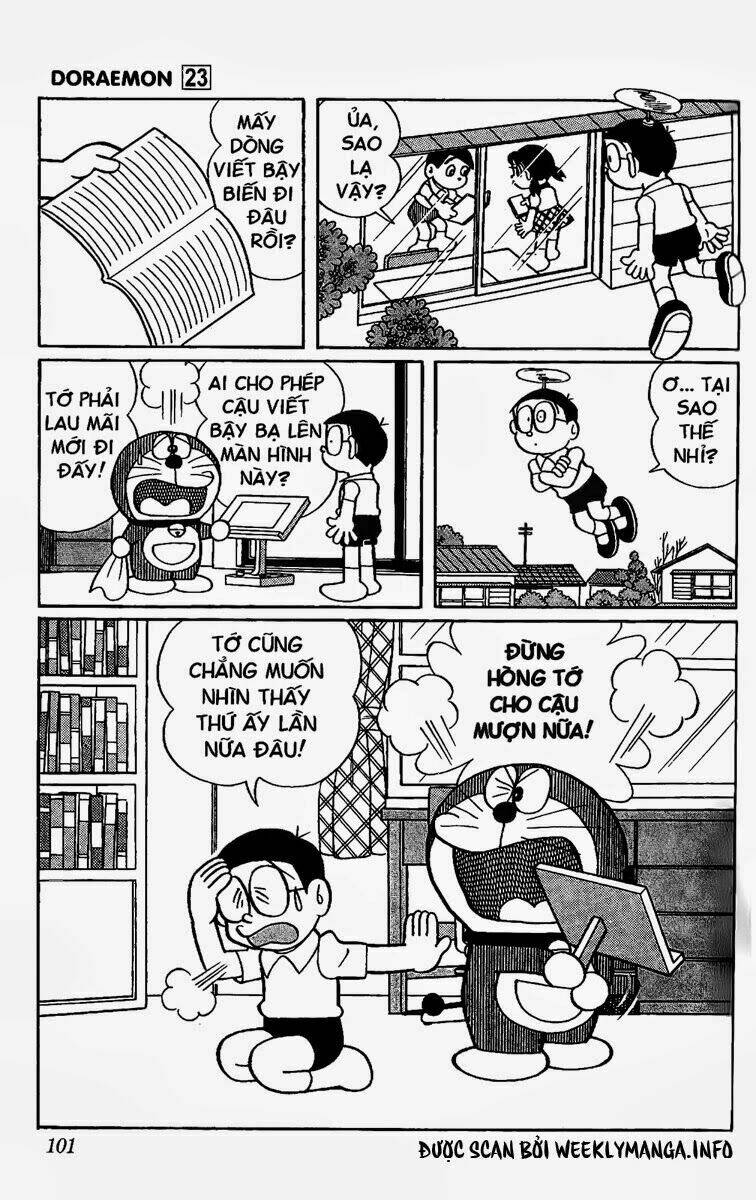 DORAEMON 23
MẤY
DÒNG
VIẾT BẬY
BIẾN ĐI
ĐÂU
RỒI?
ỦA,
SAO
LẠ
VẬY?
TỚ PHẢI
LAU MÃI
MỚI ĐI
ĐẤY!
AI CHO PHÉP
CẬU VIẾT
BẬY BẠ LÊN
MÀN HÌNH
NÀY?
Ơ... TẠI
SAO
THẾ
NHỈ?
TỚ CŨNG
CHẲNG MUỐN
NHÌN THẤY
THỨ ẤY LẦN
NỮA ĐÂU!
ĐỪNG
HÒNG TỚ
CHO CẬU
MƯỢN NỮA!
101
ĐƯỢC SCAN BỞI WEEKLYMANGA.INFO